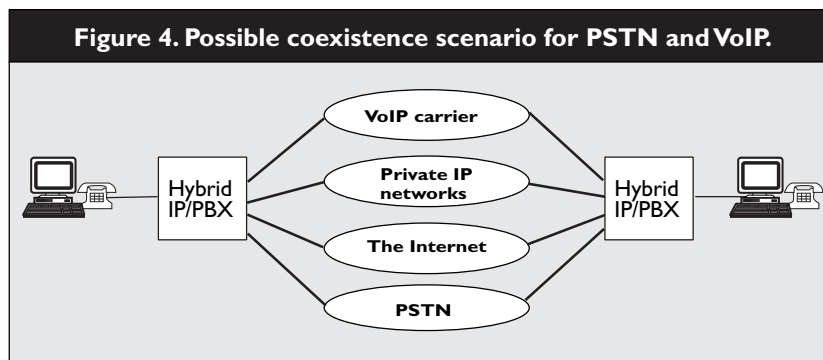 Figure 4. Possible coexistence scenario for PSTN and VoIP.
VoIP carrier
Hybrid
IP/PBX
Private IP
networks
Hybrid
IP/PBX
The Internet
PSTN